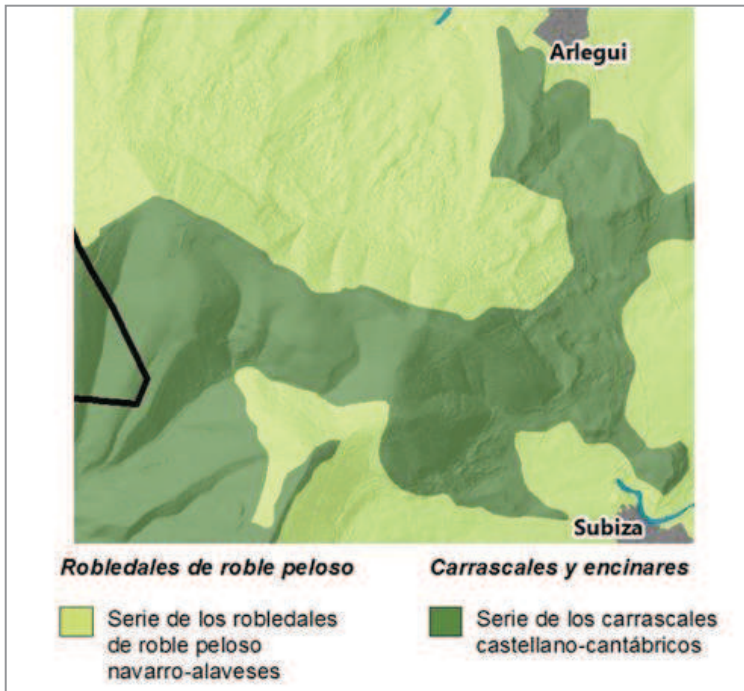 Arlegui
Subiza
Robledales de roble peloso
Serie de los robledales
de roble peloso
navarro-alaveses
Carrascales y encinares
Serie de los carrascales
castellano-cantábricos